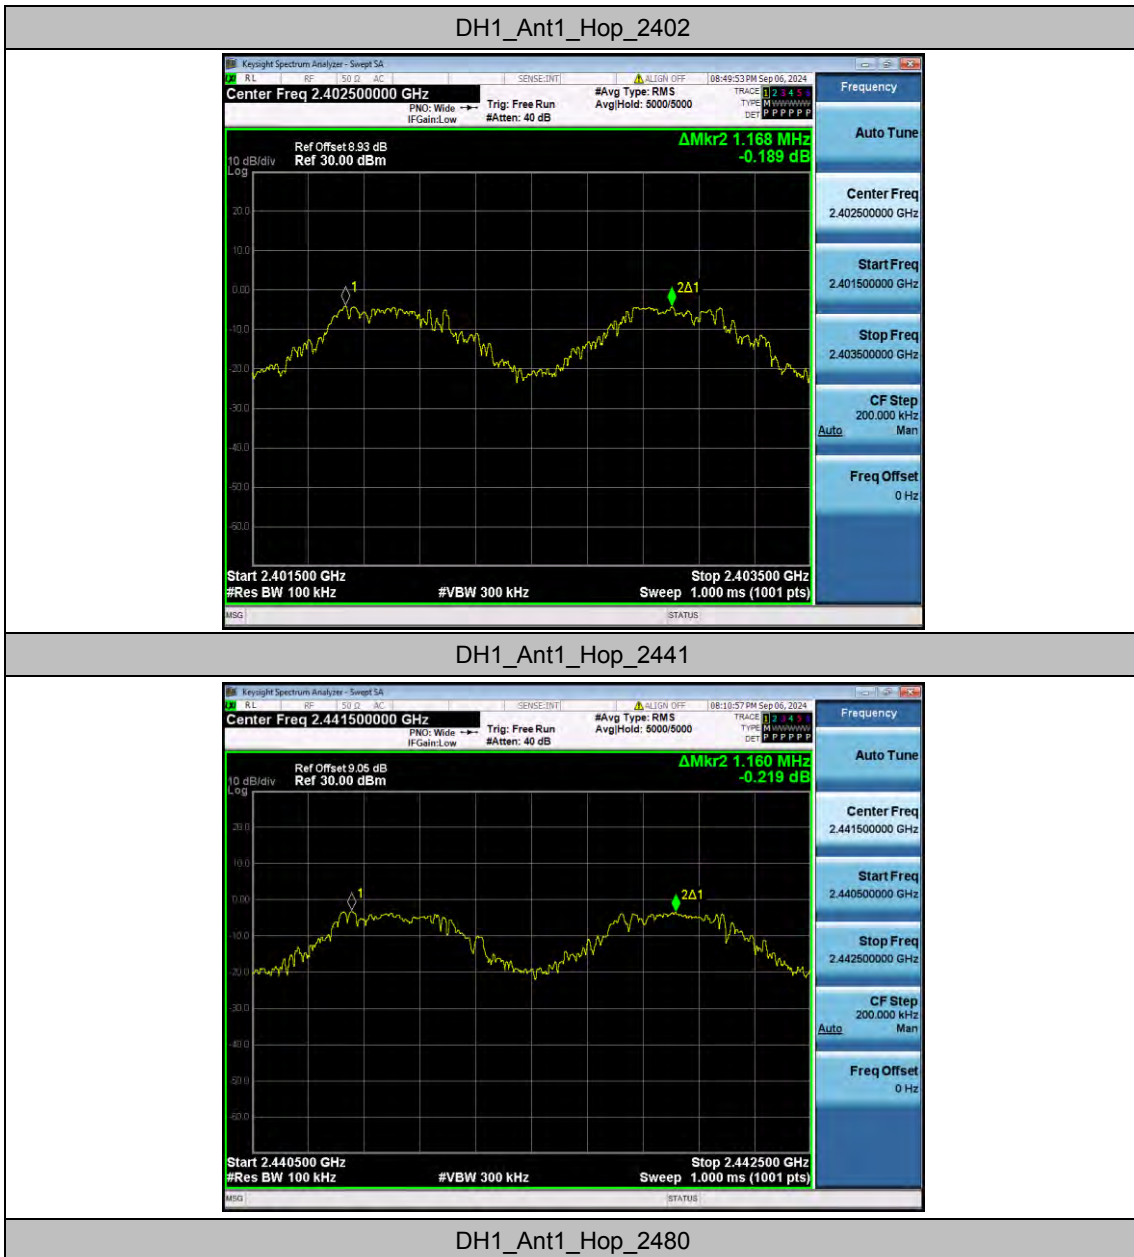 DH1_Ant1_Hop_2402
Keysight Spectrum Analyzer - Swept SA
RL RF 50 Ω AC SENSE:INT ALIGN OFF 08:49:53 PM Sep 06, 2024
Center Freq 2.402500000 GHz #Avg Type: RMS TRACE 1 2 3 4 5 6
PNO: Wide Trig: Free Run Avg|Hold: 5000/5000 TYPE M WWWWW
IFGain:Low #Atten: 40 dB DET P P P P P P
Frequency
Auto Tune
ΔMkr2 1.168 MHz
-0.189 dB
Ref Offset 8.93 dB
10 dB/div Ref 30.00 dBm
Log
20.0
10.0
0.00
-10.0
-20.0
-30.0
-40.0
-50.0
-60.0
1
2Δ1
Center Freq
2.402500000 GHz
Start Freq
2.401500000 GHz
Stop Freq
2.403500000 GHz
CF Step
200.000 kHz
Auto Man
Freq Offset
0 Hz
Start 2.401500 GHz Stop 2.403500 GHz
#Res BW 100 kHz #VBW 300 kHz Sweep 1.000 ms (1001 pts)
MSG STATUS
DH1_Ant1_Hop_2441
Keysight Spectrum Analyzer - Swept SA
RL RF 50 Ω AC SENSE:INT ALIGN OFF 08:10:57 PM Sep 06, 2024
Center Freq 2.441500000 GHz #Avg Type: RMS TRACE 1 2 3 4 5 6
PNO: Wide Trig: Free Run Avg|Hold: 5000/5000 TYPE M WWWWW
IFGain:Low #Atten: 40 dB DET P P P P P P
Frequency
Auto Tune
ΔMkr2 1.160 MHz
-0.219 dB
Ref Offset 9.05 dB
10 dB/div Ref 30.00 dBm
Log
20.0
10.0
0.00
-10.0
-20.0
-30.0
-40.0
-50.0
-60.0
1
2Δ1
Center Freq
2.441500000 GHz
Start Freq
2.440500000 GHz
Stop Freq
2.442500000 GHz
CF Step
200.000 kHz
Auto Man
Freq Offset
0 Hz
Start 2.440500 GHz Stop 2.442500 GHz
#Res BW 100 kHz #VBW 300 kHz Sweep 1.000 ms (1001 pts)
MSG STATUS
DH1_Ant1_Hop_2480